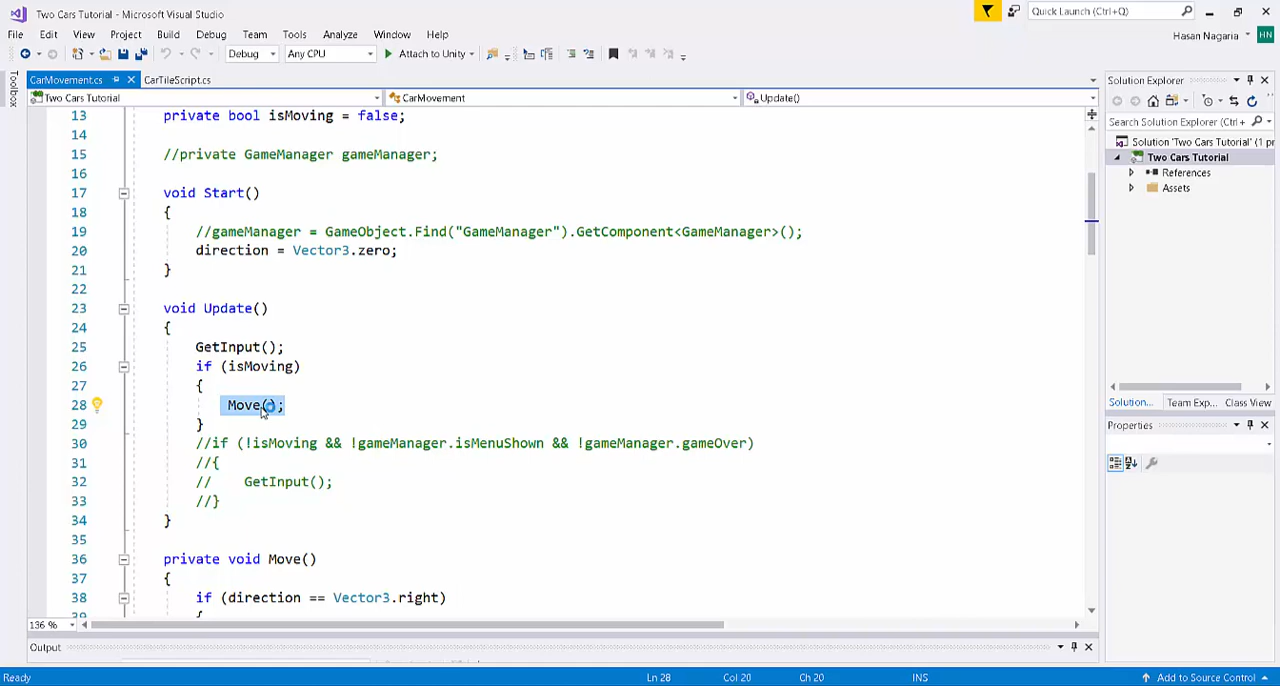 Two Cars Tutorial - Microsoft Visual Studio
Quick Launch (Ctrl+Q)
File Edit View Project Build Debug Team Tools Analyze Window Help
Hasan Nagaria HN
Debug Any CPU Attach to Unity
Toolbox
CarMovement.cs CarTileScript.cs
Two Cars Tutorial CarMovement Update()
13 private bool isMoving = false;
14
15 //private GameManager gameManager;
16
17 void Start()
18 {
19 //gameManager = GameObject.Find("GameManager").GetComponent<GameManager>();
20 direction = Vector3.zero;
21 }
22
23 void Update()
24 {
25 GetInput();
26 if (isMoving)
27 {
28 Move();
29 }
30 //if (!isMoving && !gameManager.isMenuShown && !gameManager.gameOver)
31 //{
32 // GetInput();
33 //}
34 }
35
36 private void Move()
37 {
38 if (direction == Vector3.right)
39 {
136 %
Output
Solution Explorer
Search Solution Explorer (Ctrl+
Solution 'Two Cars Tutorial' (1 pr
Two Cars Tutorial
References
Assets
Solution... Team Exp... Class View
Properties
Ready Ln 28 Col 20 Ch 20 INS Add to Source Control